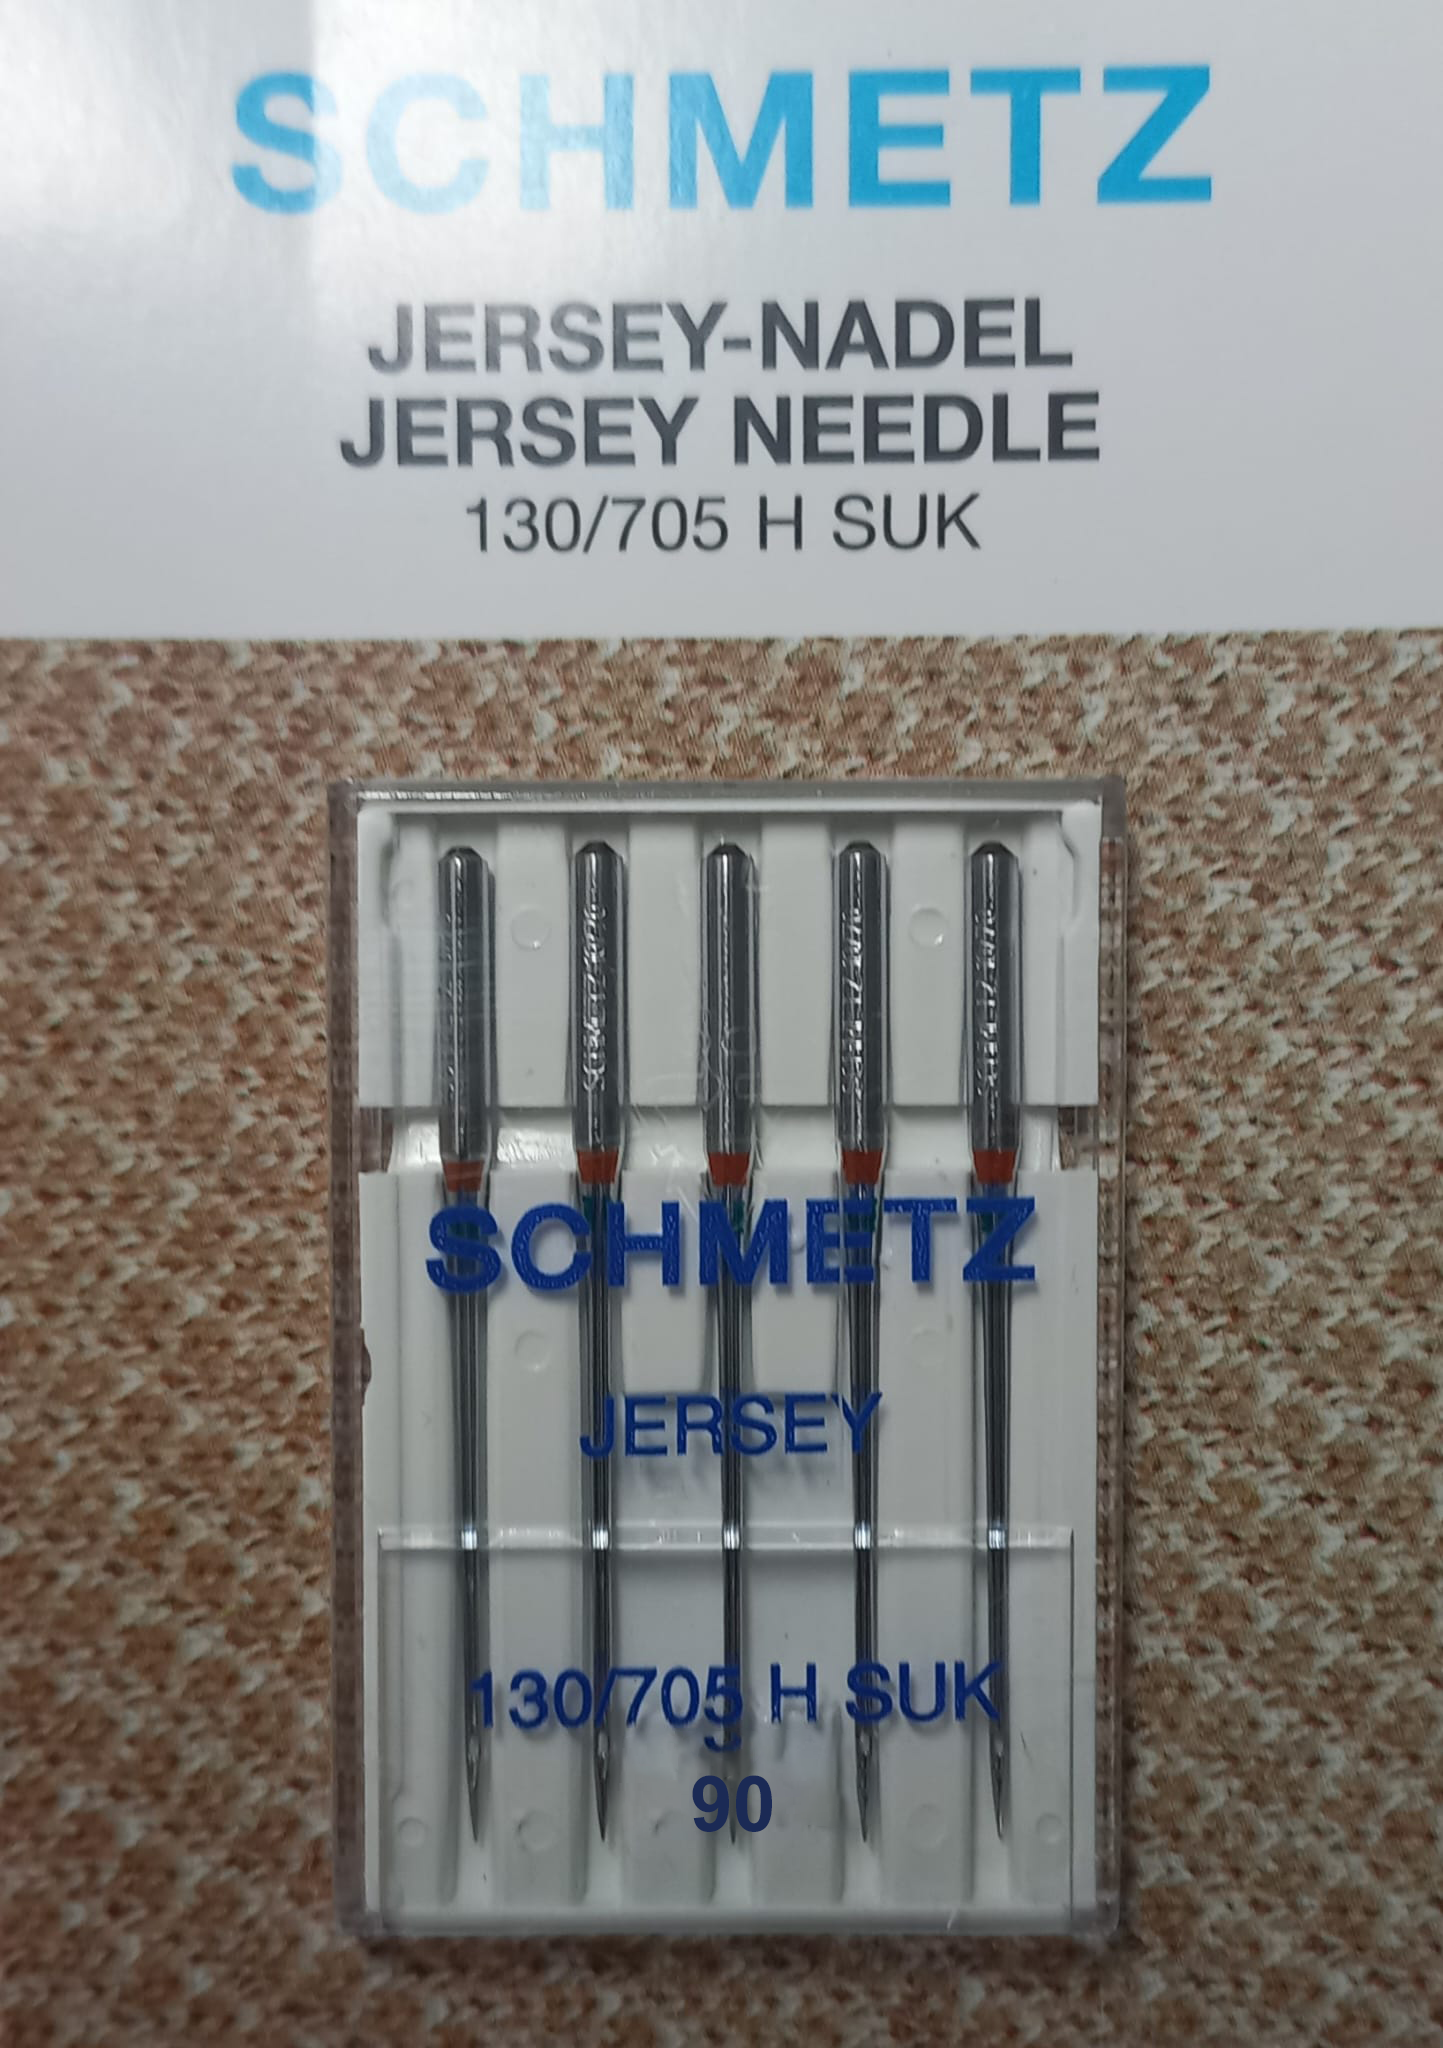 SCHMETZ
JERSEY-NADEL
JERSEY NEEDLE
130/705 H SUK
SCHMETZ
JERSEY
130/705 H SUK
90